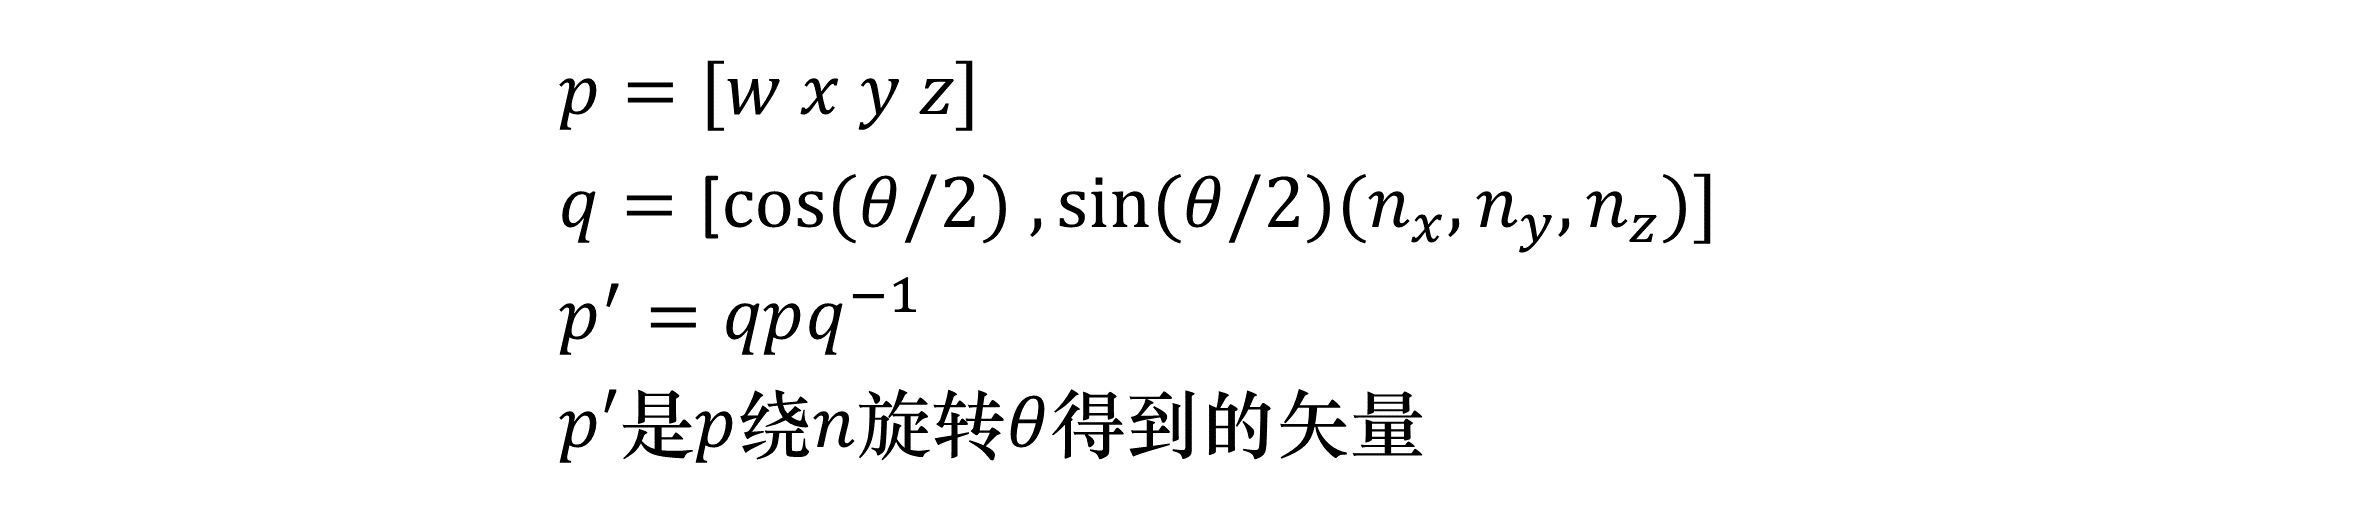 p = [w x y z]
q = [cos(θ/2) , sin(θ/2)(nₓ, n_y, n_z)]
p′ = qpq⁻¹
p′是p绕n旋转θ得到的矢量